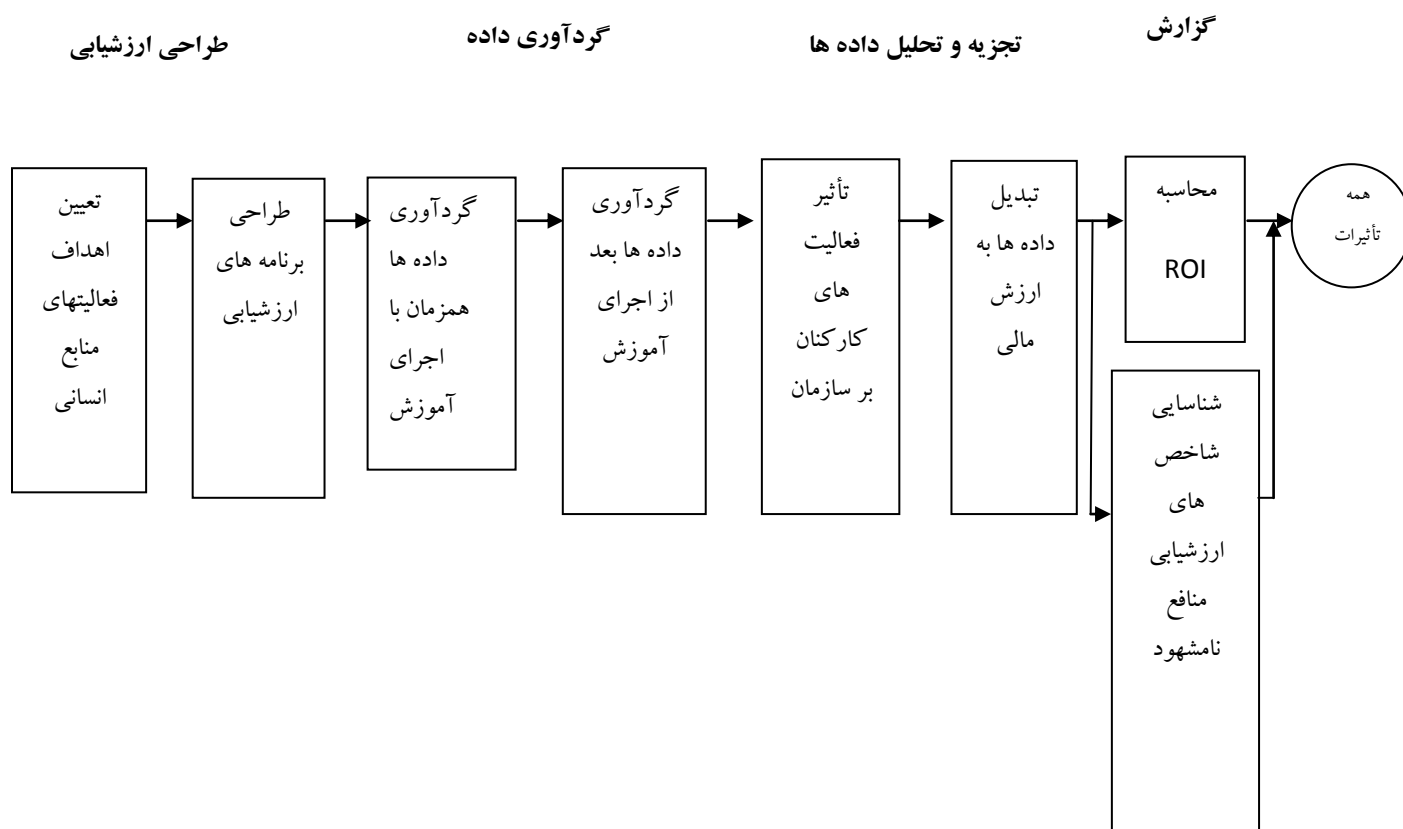 طراحی ارزشیابی
گردآوری داده
تجزیه و تحلیل داده ها
گزارش
تعیین
اهداف
فعالیتهای
منابع
انسانی
طراحی
برنامه های
ارزشیابی
گردآوری
داده ها
همزمان با
اجرای
آموزش
گردآوری
داده ها بعد
از اجرای
آموزش
تأثیر
فعالیت
های
کارکنان
بر سازمان
تبدیل
داده ها به
ارزش
مالی
محاسبه
ROI
شناسایی
شاخص
های
ارزشیابی
منافع
نامشهود
همه
تأثیرات